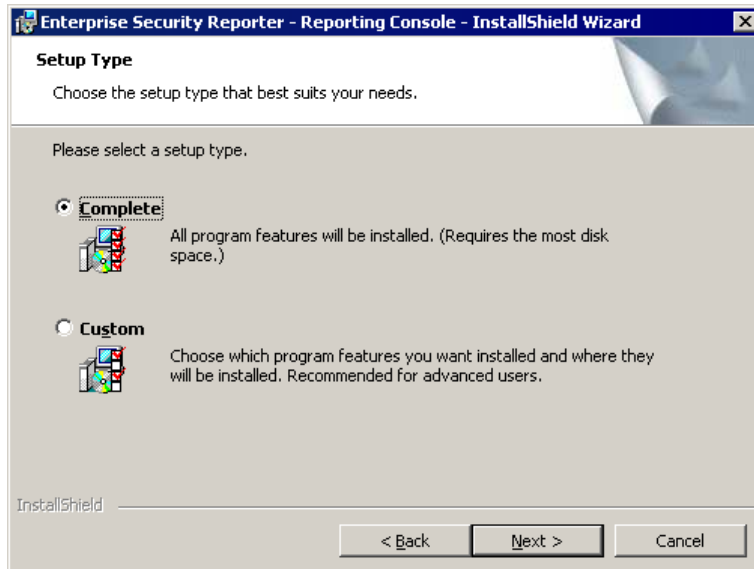 Enterprise Security Reporter - Reporting Console - InstallShield Wizard
Setup Type
Choose the setup type that best suits your needs.
Please select a setup type.
Complete
All program features will be installed. (Requires the most disk
space.)
Custom
Choose which program features you want installed and where they
will be installed. Recommended for advanced users.
InstallShield
< Back Next > Cancel